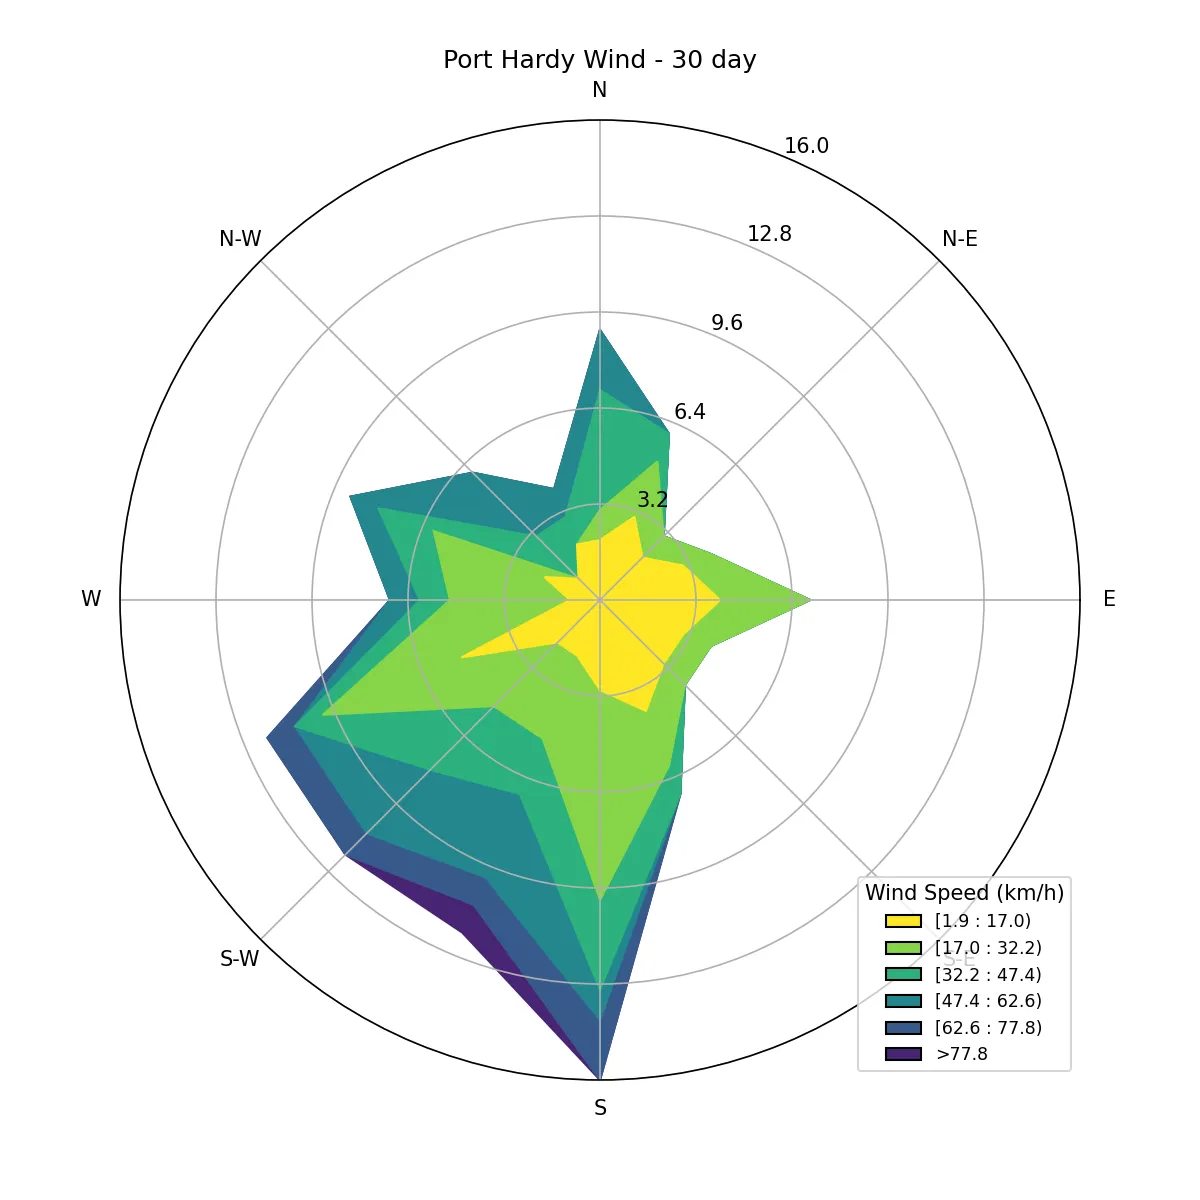 Port Hardy Wind - 30 day
N
16.0
N-W
12.8
N-E
9.6
6.4
3.2
W
E
Wind Speed (km/h)
[1.9 : 17.0)
[17.0 : 32.2)
S-W
S-E
[32.2 : 47.4)
[47.4 : 62.6)
[62.6 : 77.8)
>77.8
S